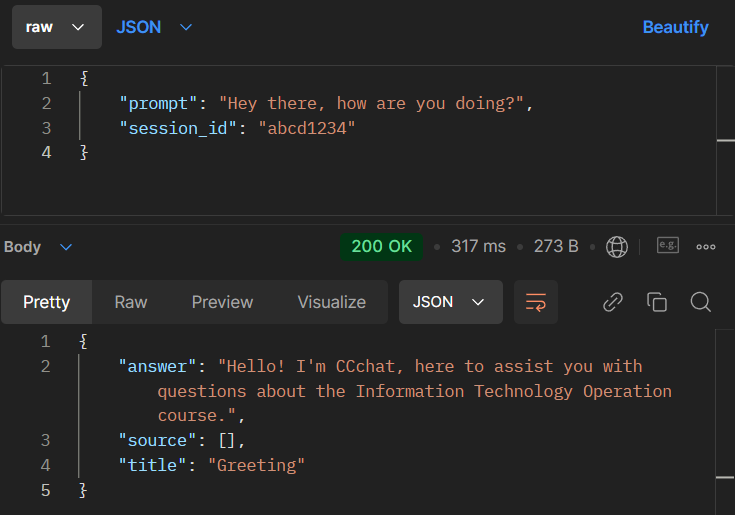 raw JSON Beautify
1 {
2 "prompt": "Hey there, how are you doing?",
3 "session_id": "abcd1234"
4 }
Body 200 OK • 317 ms • 273 B • e.g.
Pretty Raw Preview Visualize JSON
1 {
2 "answer": "Hello! I'm CCchat, here to assist you with
questions about the Information Technology Operation
course.",
3 "source": [],
4 "title": "Greeting"
5 }